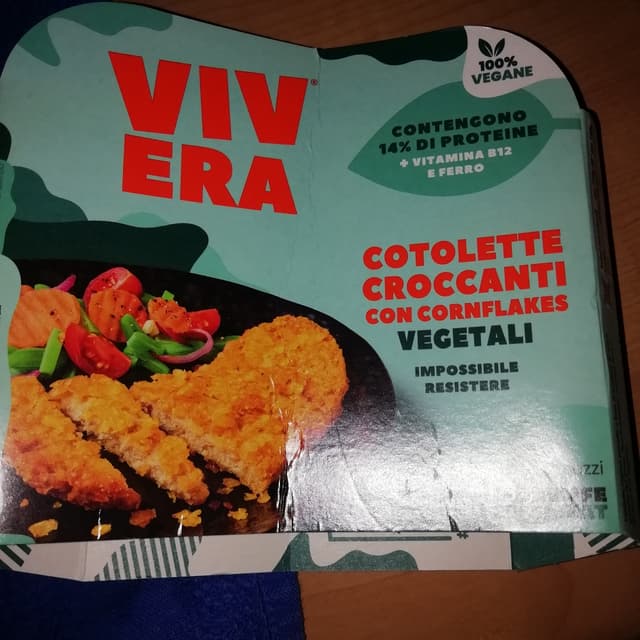 VIV
ERA
100%
VEGANE
CONTENGONO
14% DI PROTEINE
+ VITAMINA B12
E FERRO
COTOLETTE
CROCCANTI
CON CORNFLAKES
VEGETALI
IMPOSSIBILE
RESISTERE